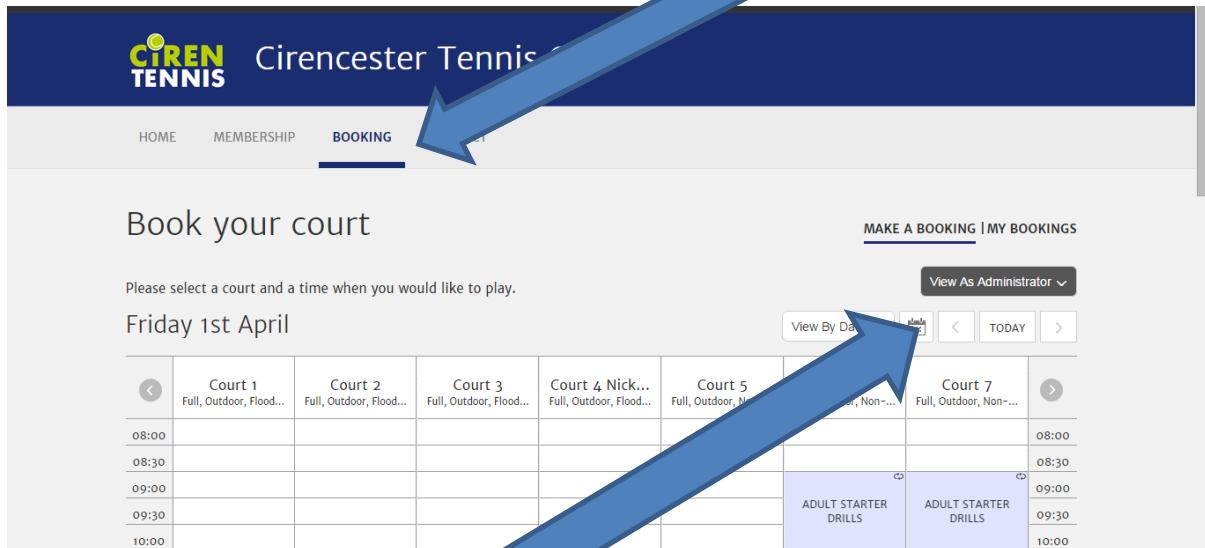 CIREN
TENNIS
Cirencester Tennis
HOME MEMBERSHIP BOOKING
Book your court
MAKE A BOOKING | MY BOOKINGS
Please select a court and a time when you would like to play.
View As Administrator
Friday 1st April
View By Da
TODAY
Court 1 Court 2 Court 3 Court 4 Nick... Court 5 Court 7
Full, Outdoor, Flood... Full, Outdoor, Flood... Full, Outdoor, Flood... Full, Outdoor, Flood... Full, Outdoor, N Non-... Full, Outdoor, Non-...
08:00 08:00
08:30 08:30
09:00 09:00
ADULT STARTER ADULT STARTER
09:30 DRILLS DRILLS 09:30
10:00 10:00